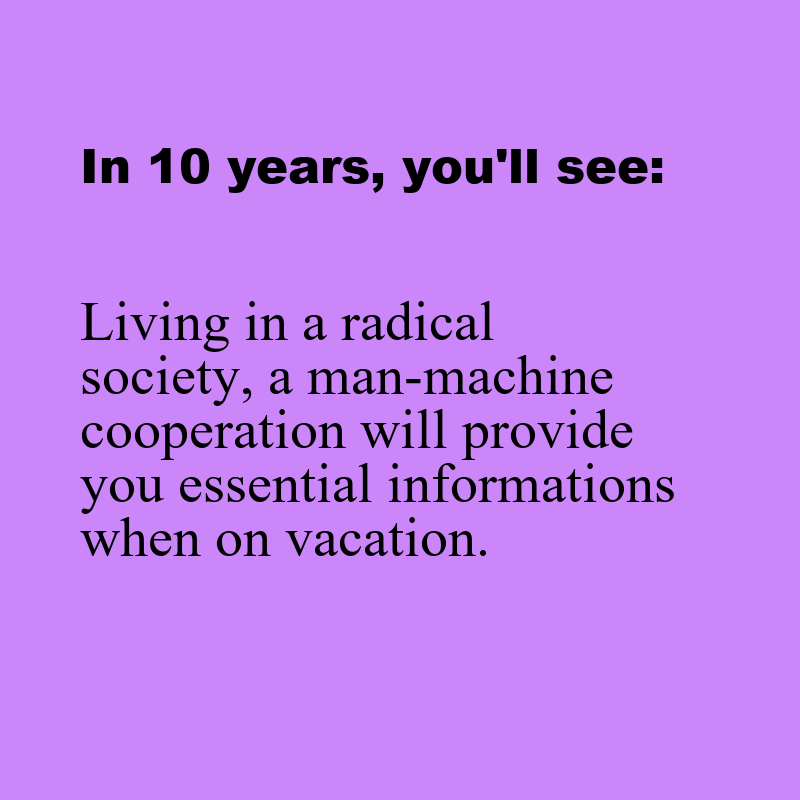 In 10 years, you'll see:
Living in a radical
society, a man-machine
cooperation will provide
you essential informations
when on vacation.